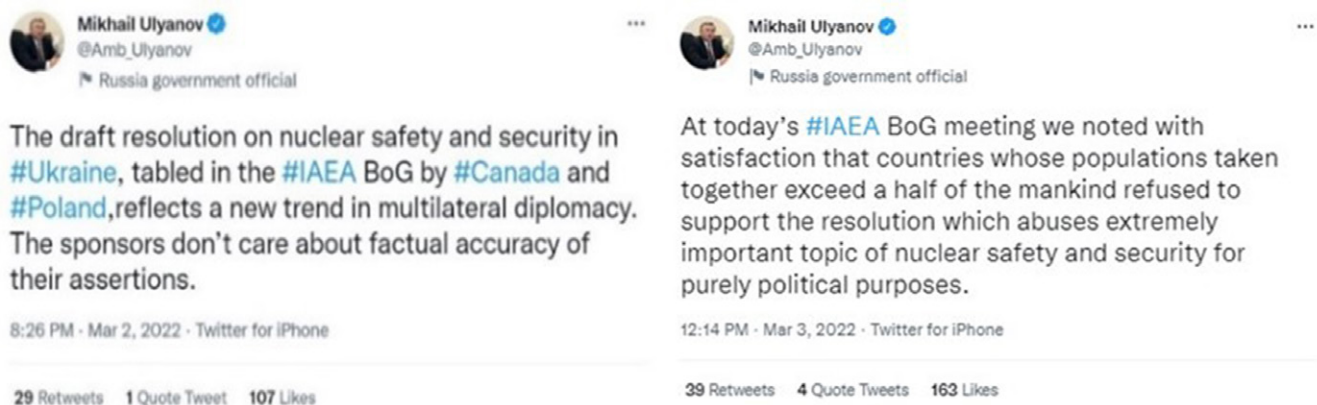 Mikhail Ulyanov
@Amb_Ulyanov
Russia government official
The draft resolution on nuclear safety and security in
#Ukraine, tabled in the #IAEA BoG by #Canada and
#Poland,reflects a new trend in multilateral diplomacy.
The sponsors don't care about factual accuracy of
their assertions.
8:26 PM · Mar 2, 2022 · Twitter for iPhone
29 Retweets 1 Quote Tweet 107 Likes
Mikhail Ulyanov
@Amb_Ulyanov
Russia government official
At today's #IAEA BoG meeting we noted with
satisfaction that countries whose populations taken
together exceed a half of the mankind refused to
support the resolution which abuses extremely
important topic of nuclear safety and security for
purely political purposes.
12:14 PM · Mar 3, 2022 · Twitter for iPhone
39 Retweets 4 Quote Tweets 163 Likes